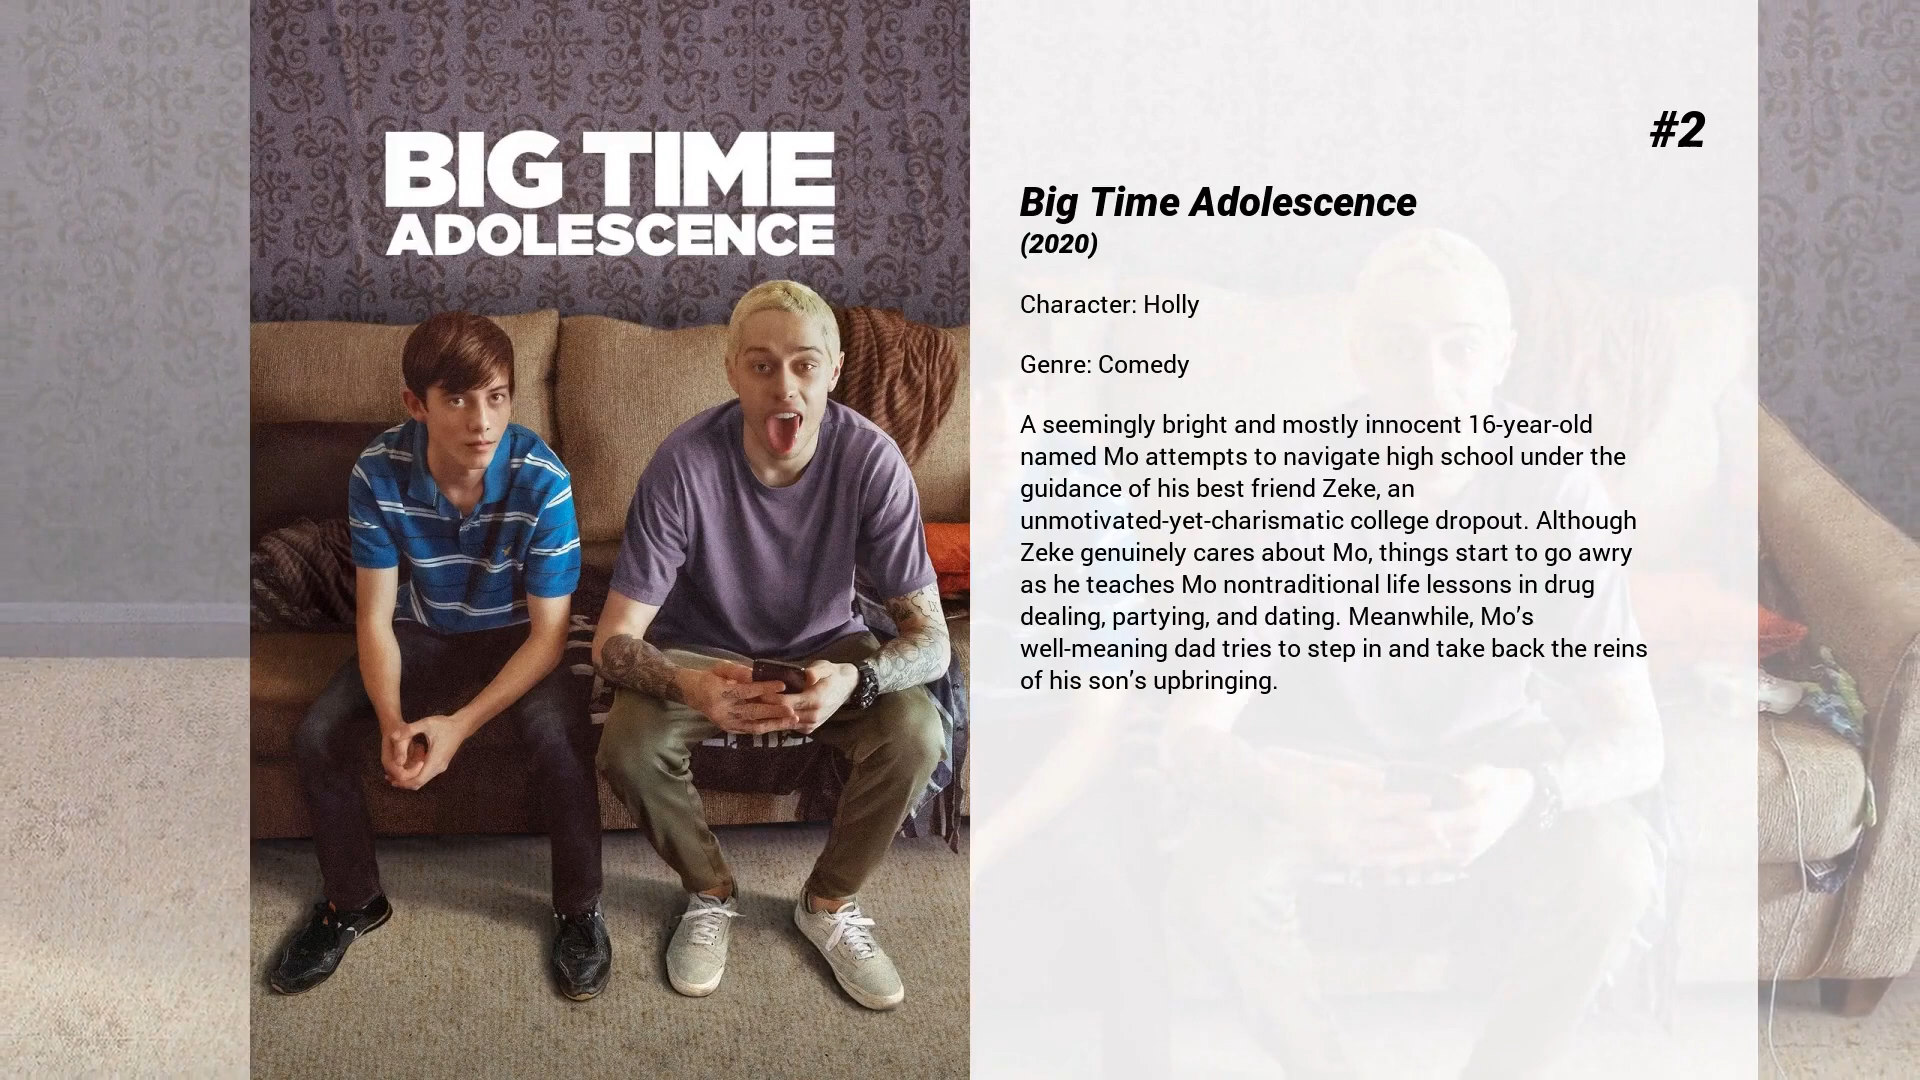 BIG TIME
ADOLESCENCE
#2
Big Time Adolescence
(2020)
Character: Holly
Genre: Comedy
A seemingly bright and mostly innocent 16-year-old
named Mo attempts to navigate high school under the
guidance of his best friend Zeke, an
unmotivated-yet-charismatic college dropout. Although
Zeke genuinely cares about Mo, things start to go awry
as he teaches Mo nontraditional life lessons in drug
dealing, partying, and dating. Meanwhile, Mo’s
well-meaning dad tries to step in and take back the reins
of his son’s upbringing.